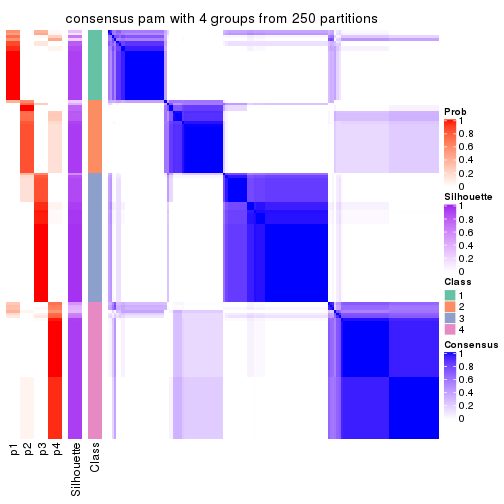 consensus pam with 4 groups from 250 partitions
Prob
1
0.8
0.6
0.4
0.2
0
Silhouette
1
0.8
0.6
0.4
0.2
0
Class
1
2
3
4
Consensus
1
0.8
0.6
0.4
0.2
0
p1
p2
p3
p4
Silhouette
Class